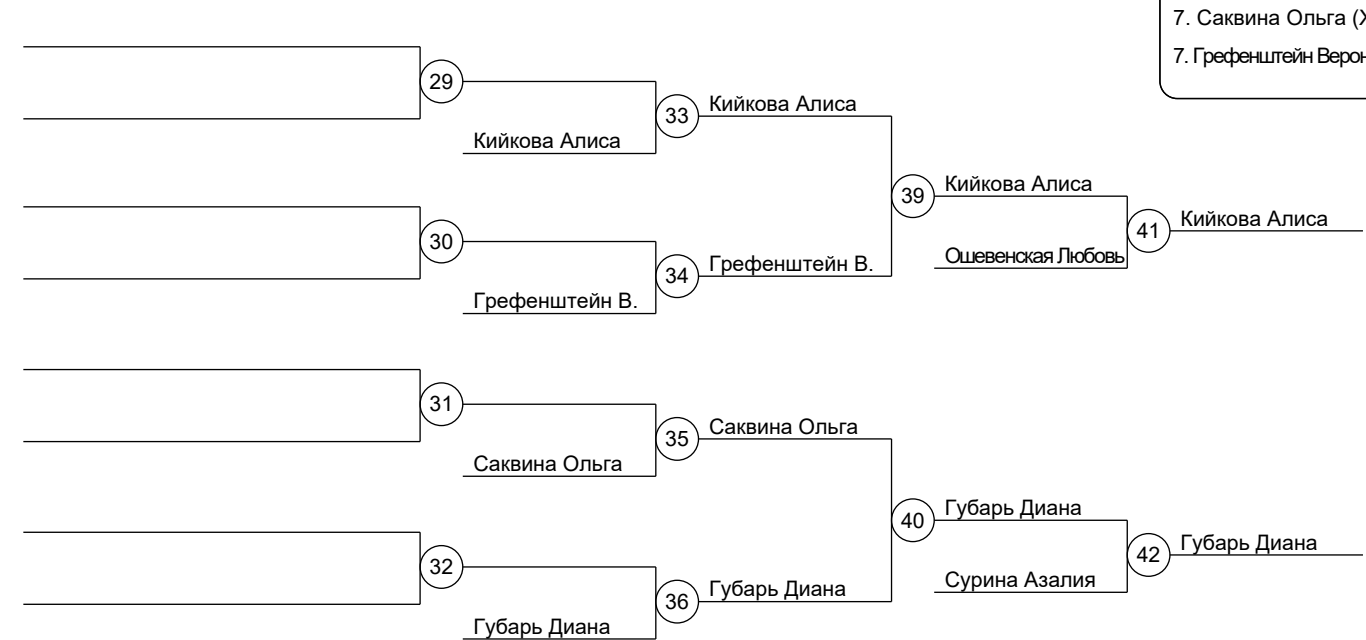 7. Саквина Ольга (Х
7. Грефенштейн Верон
29
33
Кийкова Алиса
Кийкова Алиса
39
Кийкова Алиса
41
Кийкова Алиса
30
34
Грефенштейн В.
Ошевенская Любовь
Грефенштейн В.
31
35
Саквина Ольга
Саквина Ольга
40
Губарь Диана
42
Губарь Диана
32
36
Губарь Диана
Сурина Азалия
Губарь Диана